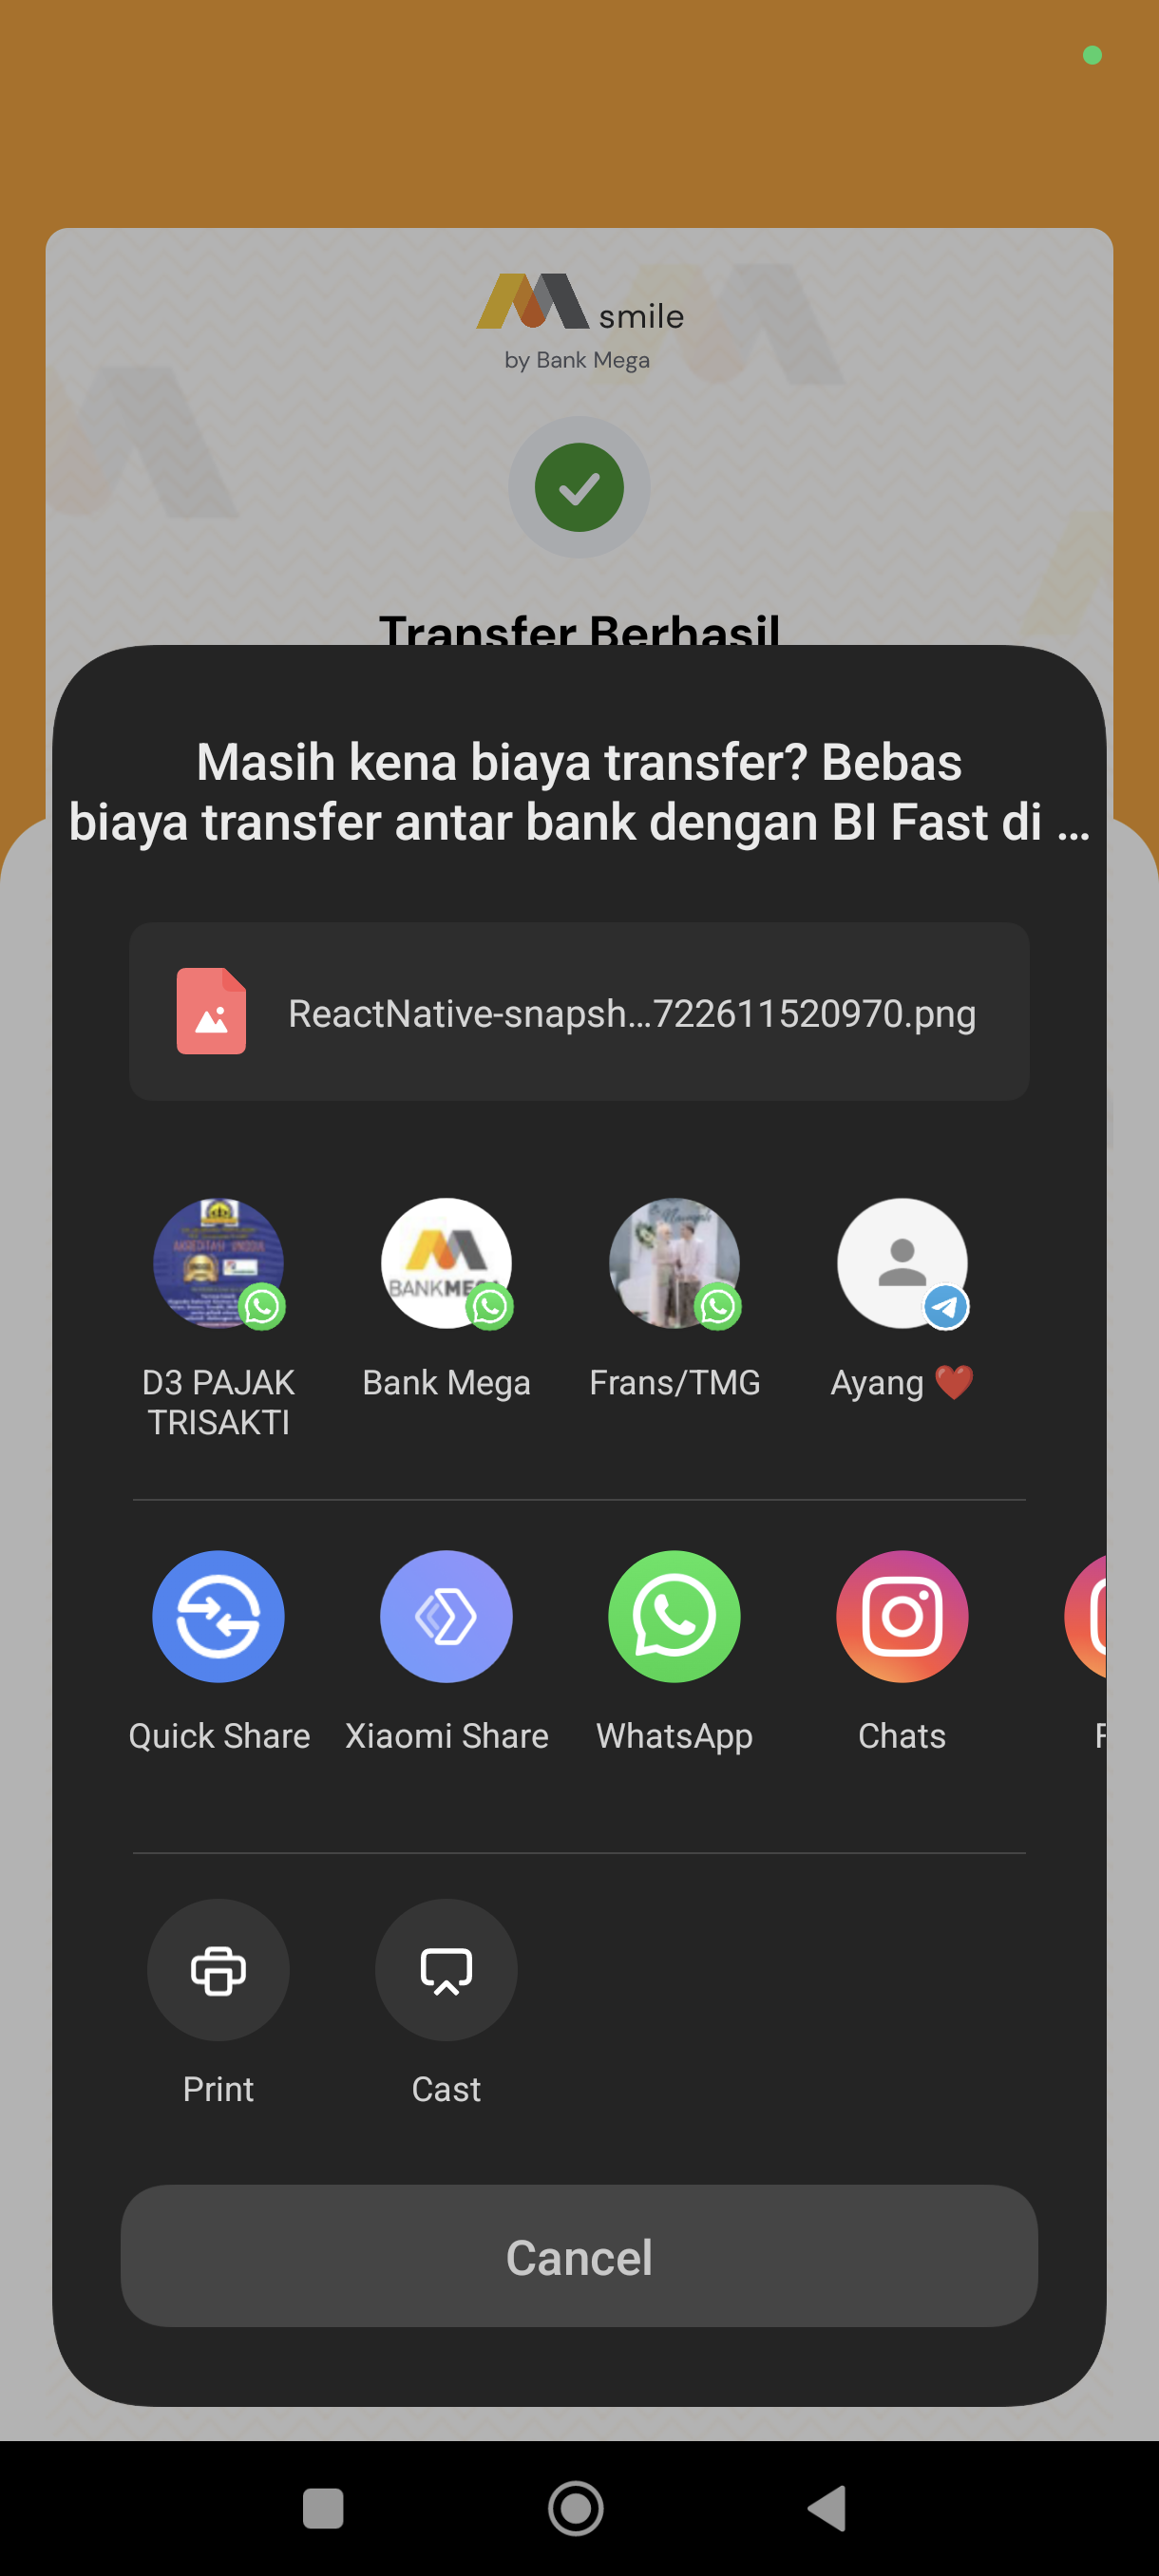 smile
by Bank Mega
Transfer Berhasil
Masih kena biaya transfer? Bebas
biaya transfer antar bank dengan BI Fast di ...
ReactNative-snapsh...722611520970.png
BANKMEGA
D3 PAJAK
TRISAKTI
Bank Mega
Frans/TMG
Ayang ❤️
Quick Share
Xiaomi Share
WhatsApp
Chats
F
Print
Cast
Cancel